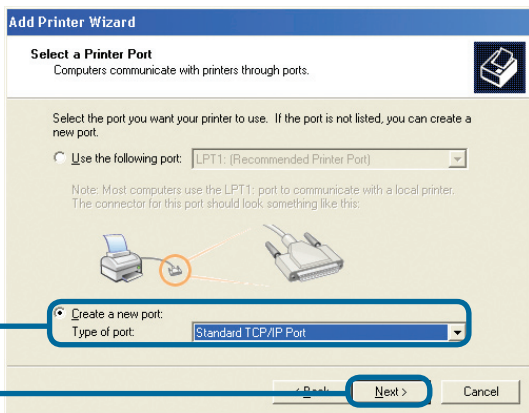 Add Printer Wizard
Select a Printer Port
Computers communicate with printers through ports.
Select the port you want your printer to use. If the port is not listed, you can create a
new port.
Use the following port: LPT1: (Recommended Printer Port)
Note: Most computers use the LPT1: port to communicate with a local printer.
The connector for this port should look something like this:
Create a new port:
Type of port: Standard TCP/IP Port
< Back Next > Cancel